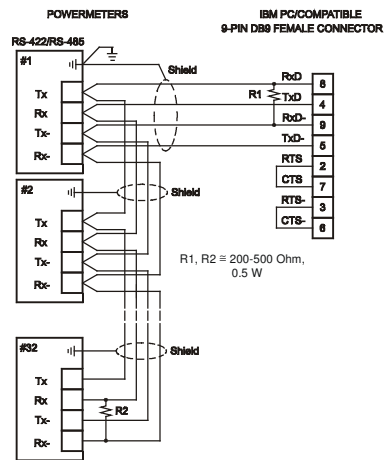 POWERMETERS
IBM PC/COMPATIBLE
9-PIN DB9 FEMALE CONNECTOR
RS-422/RS-485
#1
Shield
Tx
Rx
Tx-
Rx-
R1
RxD 8
TxD 4
RxD- 9
TxD- 5
RTS 2
CTS 7
RTS- 3
CTS- 6
#2
Shield
Tx
Rx
Tx-
Rx-
R1, R2 ≅ 200-500 Ohm,
0.5 W
#32
Shield
Tx
Rx
Tx-
Rx-
R2